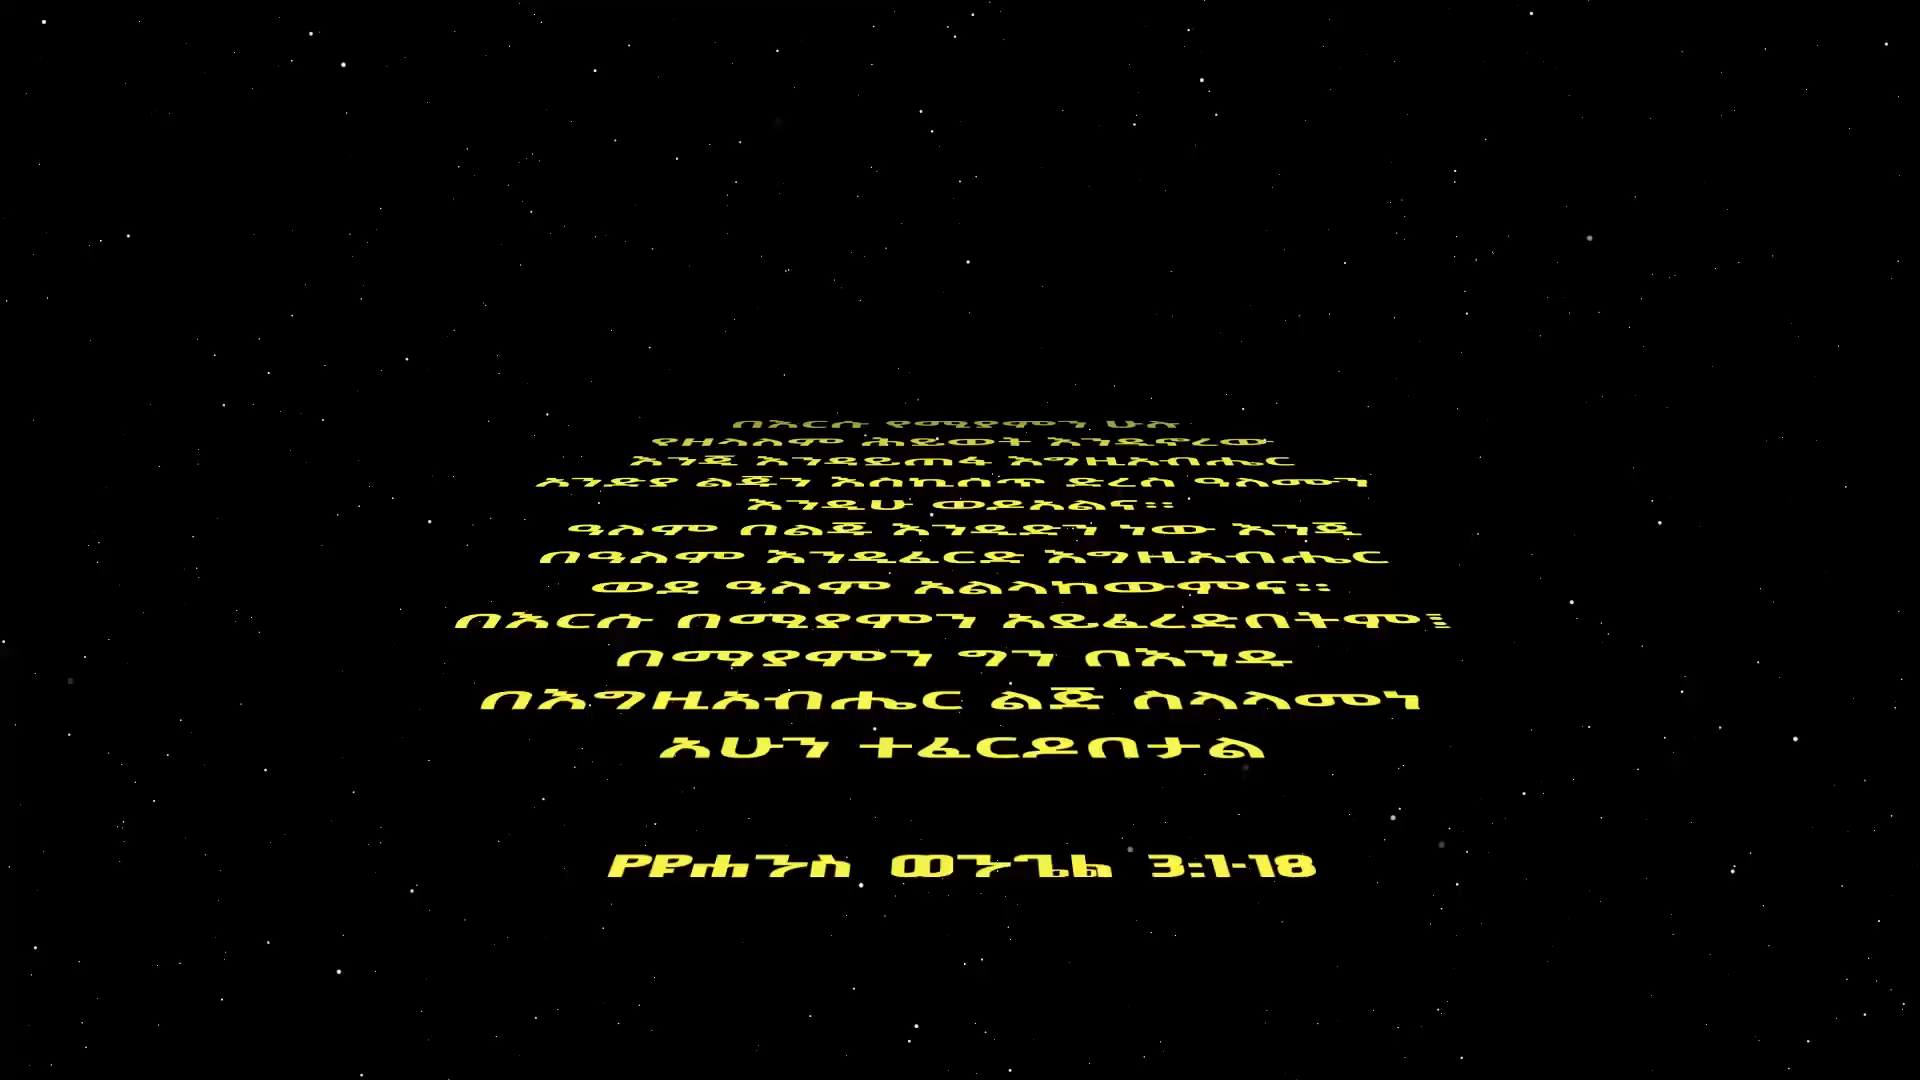 በእርሱ የሚያምን ሁሉ
የዘላለም ሕይወት እንዲኖረው
እንጂ እንዳይጠፋ እግዚአብሔር
አንድያ ልጁን እስኪሰጥ ድረስ ዓለሙን
እንዲሁ ወዶአልና።
ዓለም በልጁ እንዲድን ነው እንጂ
በዓለም እንዲፈርድ እግዚአብሔር
ወደ ዓለም አልላከውምና።
በእርሱ በሚያምን አይፈረድበትም፤
በማያምን ግን በአንዱ
በእግዚአብሔር ልጅ ስላላመነ
አሁን ተፈርዶበታል
የዮሐንስ ወንጌል 3:1-18